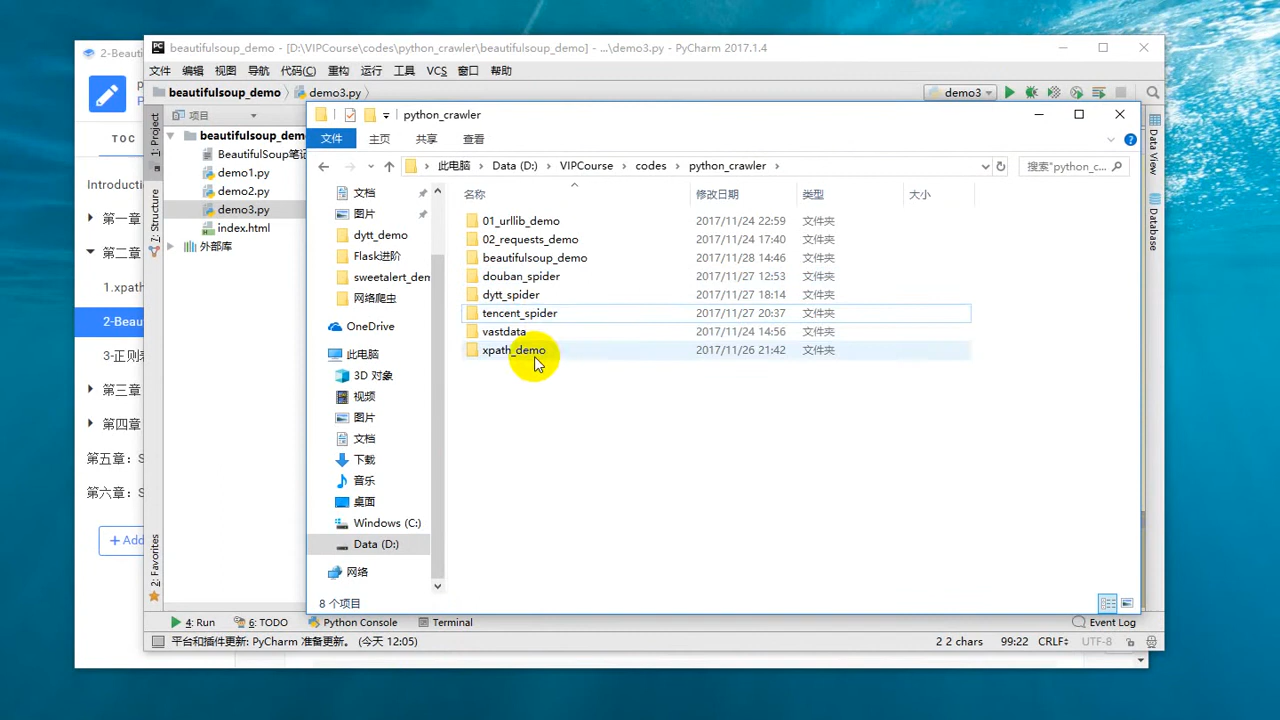 2-Beau
TOC
Introduction
第一章
第二章
1.xpath
2-Beau
3-正则表
第三章
第四章
第五章: S
第六章: S
+ Add
beautifulsoup_demo - [D:\VIPCourse\codes\python_crawler\beautifulsoup_demo] - ...\demo3.py - PyCharm 2017.1.4
文件 编辑 视图 导航 代码(C) 重构 运行 工具 VCS 窗口 帮助
beautifulsoup_demo demo3.py demo3
1: Project
7: Structure
2: Favorites
项目
beautifulsoup_dem
BeautifulSoup笔记
demo1.py
demo2.py
demo3.py
index.html
外部库
Data View
Database
python_crawler
文件 主页 共享 查看
此电脑 Data (D:) VIPCourse codes python_crawler 搜索"python_c...
文档
图片
dytt_demo
Flask进阶
sweetalert_dem
网络爬虫
OneDrive
此电脑
3D 对象
视频
图片
文档
下载
音乐
桌面
Windows (C:)
Data (D:)
网络
名称 修改日期 类型 大小
01_urllib_demo 2017/11/24 22:59 文件夹
02_requests_demo 2017/11/24 17:40 文件夹
beautifulsoup_demo 2017/11/28 14:46 文件夹
douban_spider 2017/11/27 12:53 文件夹
dytt_spider 2017/11/27 18:14 文件夹
tencent_spider 2017/11/27 20:37 文件夹
vastdata 2017/11/24 14:56 文件夹
xpath_demo 2017/11/26 21:42 文件夹
8 个项目
4: Run 6: TODO Python Console Terminal Event Log
平台和插件更新: PyCharm 准备更新。 (今天 12:05) 2 2 chars 99:22 CRLF UTF-8